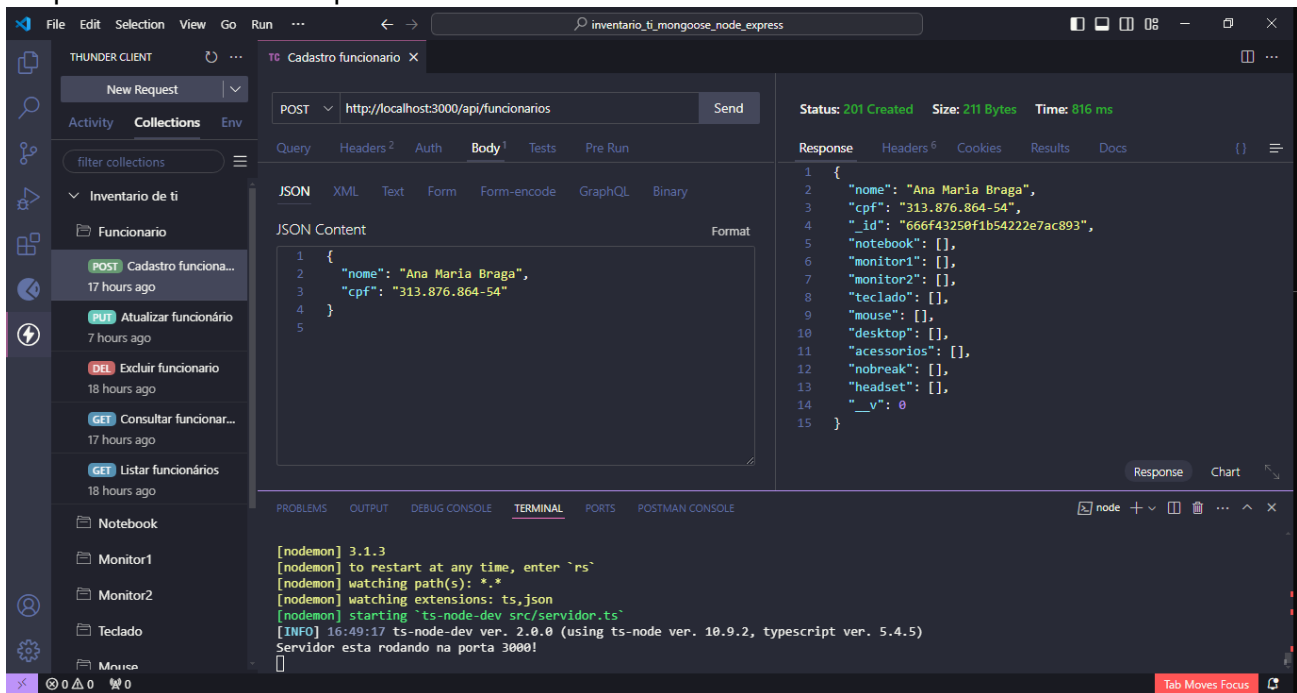 File Edit Selection View Go Run ... inventario_ti_mongoose_node_express
THUNDER CLIENT
New Request
Activity Collections Env
filter collections
Inventario de ti
Funcionario
POST Cadastro funciona...
17 hours ago
PUT Atualizar funcionário
7 hours ago
DEL Excluir funcionario
18 hours ago
GET Consultar funcionar...
17 hours ago
GET Listar funcionários
18 hours ago
Notebook
Monitor1
Monitor2
Teclado
Mouse
TC Cadastro funcionario
POST http://localhost:3000/api/funcionarios Send
Query Headers 2 Auth Body 1 Tests Pre Run
JSON XML Text Form Form-encode GraphQL Binary
JSON Content Format
1 {
2 "nome": "Ana Maria Braga",
3 "cpf": "313.876.864-54"
4 }
5
Status: 201 Created Size: 211 Bytes Time: 816 ms
Response Headers 6 Cookies Results Docs {}
1 {
2 "nome": "Ana Maria Braga",
3 "cpf": "313.876.864-54",
4 "_id": "666f43250f1b54222e7ac893",
5 "notebook": [],
6 "monitor1": [],
7 "monitor2": [],
8 "teclado": [],
9 "mouse": [],
10 "desktop": [],
11 "acessorios": [],
12 "nobreak": [],
13 "headset": [],
14 "__v": 0
15 }
Response Chart
PROBLEMS OUTPUT DEBUG CONSOLE TERMINAL PORTS POSTMAN CONSOLE node
[nodemon] 3.1.3
[nodemon] to restart at any time, enter `rs`
[nodemon] watching path(s): *.*
[nodemon] watching extensions: ts,json
[nodemon] starting `ts-node-dev src/servidor.ts`
[INFO] 16:49:17 ts-node-dev ver. 2.0.0 (using ts-node ver. 10.9.2, typescript ver. 5.4.5)
Servidor esta rodando na porta 3000!
0 0 0 Tab Moves Focus